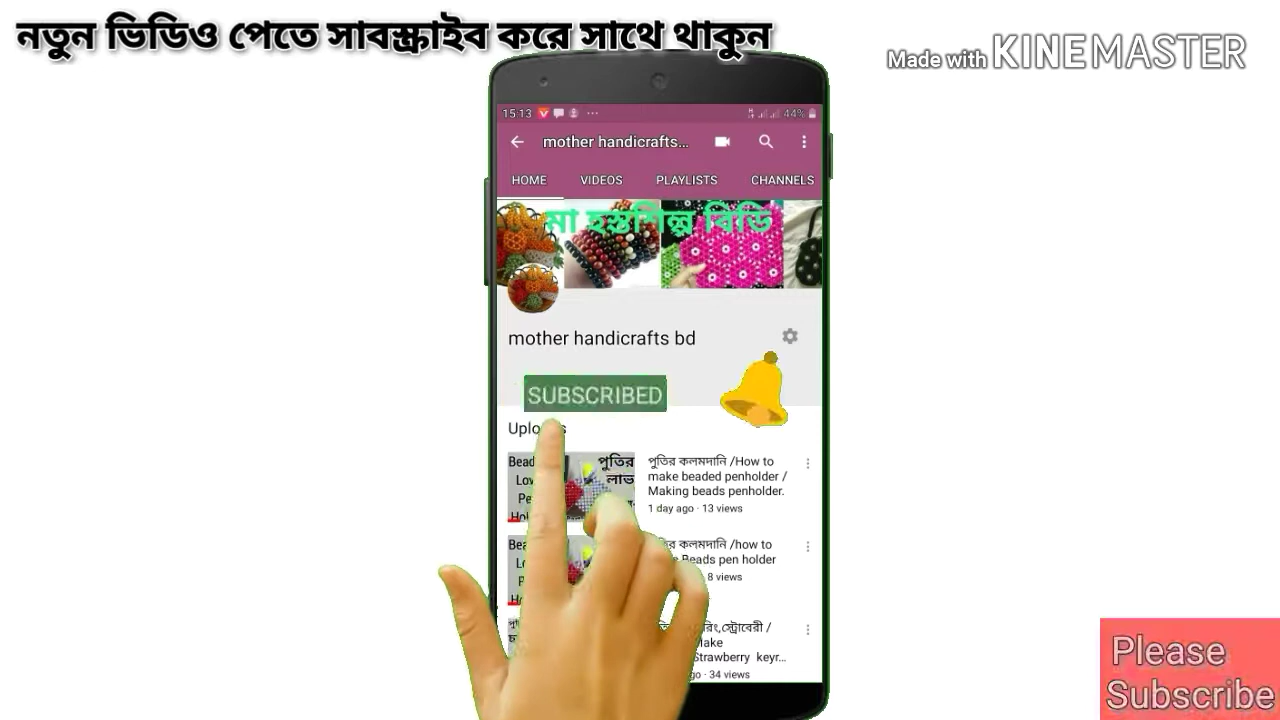 নতুন ভিডিও পেতে সাবস্ক্রাইব করে সাথে থাকুন
Made with KINEMASTER
15:13
44%
mother handicrafts...
HOME VIDEOS PLAYLISTS CHANNELS
মা হস্তশিল্প বিডি
mother handicrafts bd
SUBSCRIBED
পুতির কলমদানি /How to
make beaded penholder /
Making beads penholder.
1 day ago · 13 views
পুতির
লাভ
কলমদানি /how to
Beads pen holder
8 views
রিং,স্ট্রোবেরী /
Strawberry keyr...
34 views
Please
Subscribe